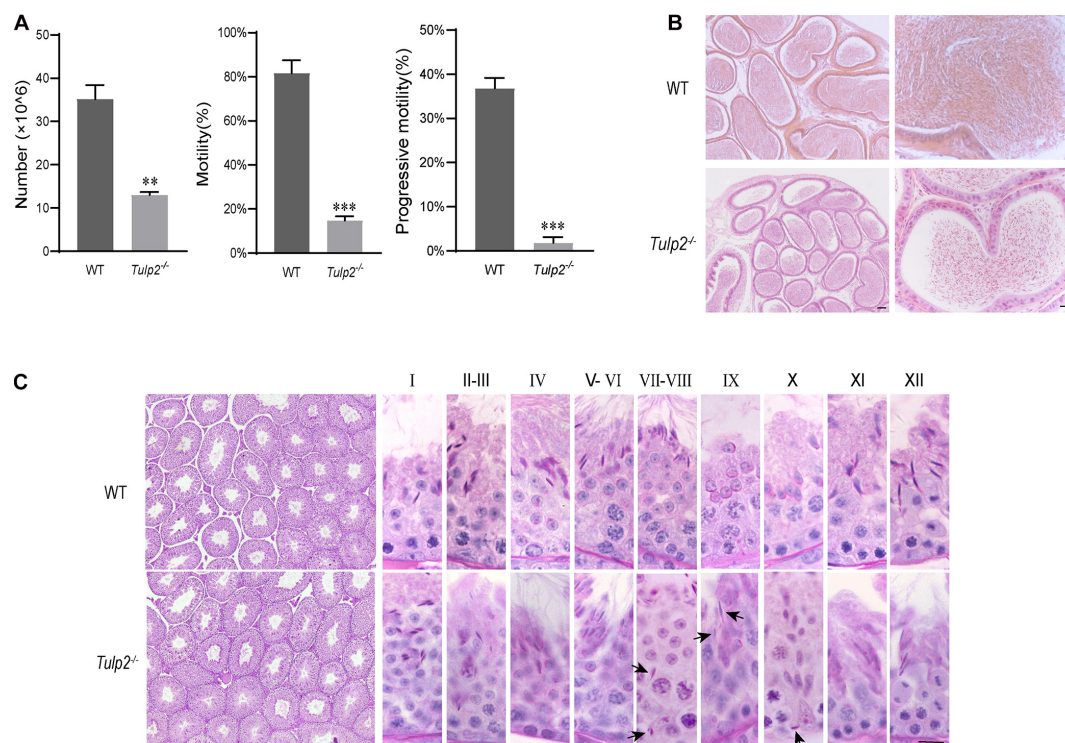 A
Number (×10^6)
50
40
30
20
10
0
**
WT
Tulp2-/-
Motility(%)
100%
80%
60%
40%
20%
0%
***
WT
Tulp2-/-
Progressive motility(%)
50%
40%
30%
20%
10%
0%
***
WT
Tulp2-/-
B
WT
Tulp2-/-
C
I II-III IV V- VI VII-VIII IX X XI XII
WT
Tulp2-/-